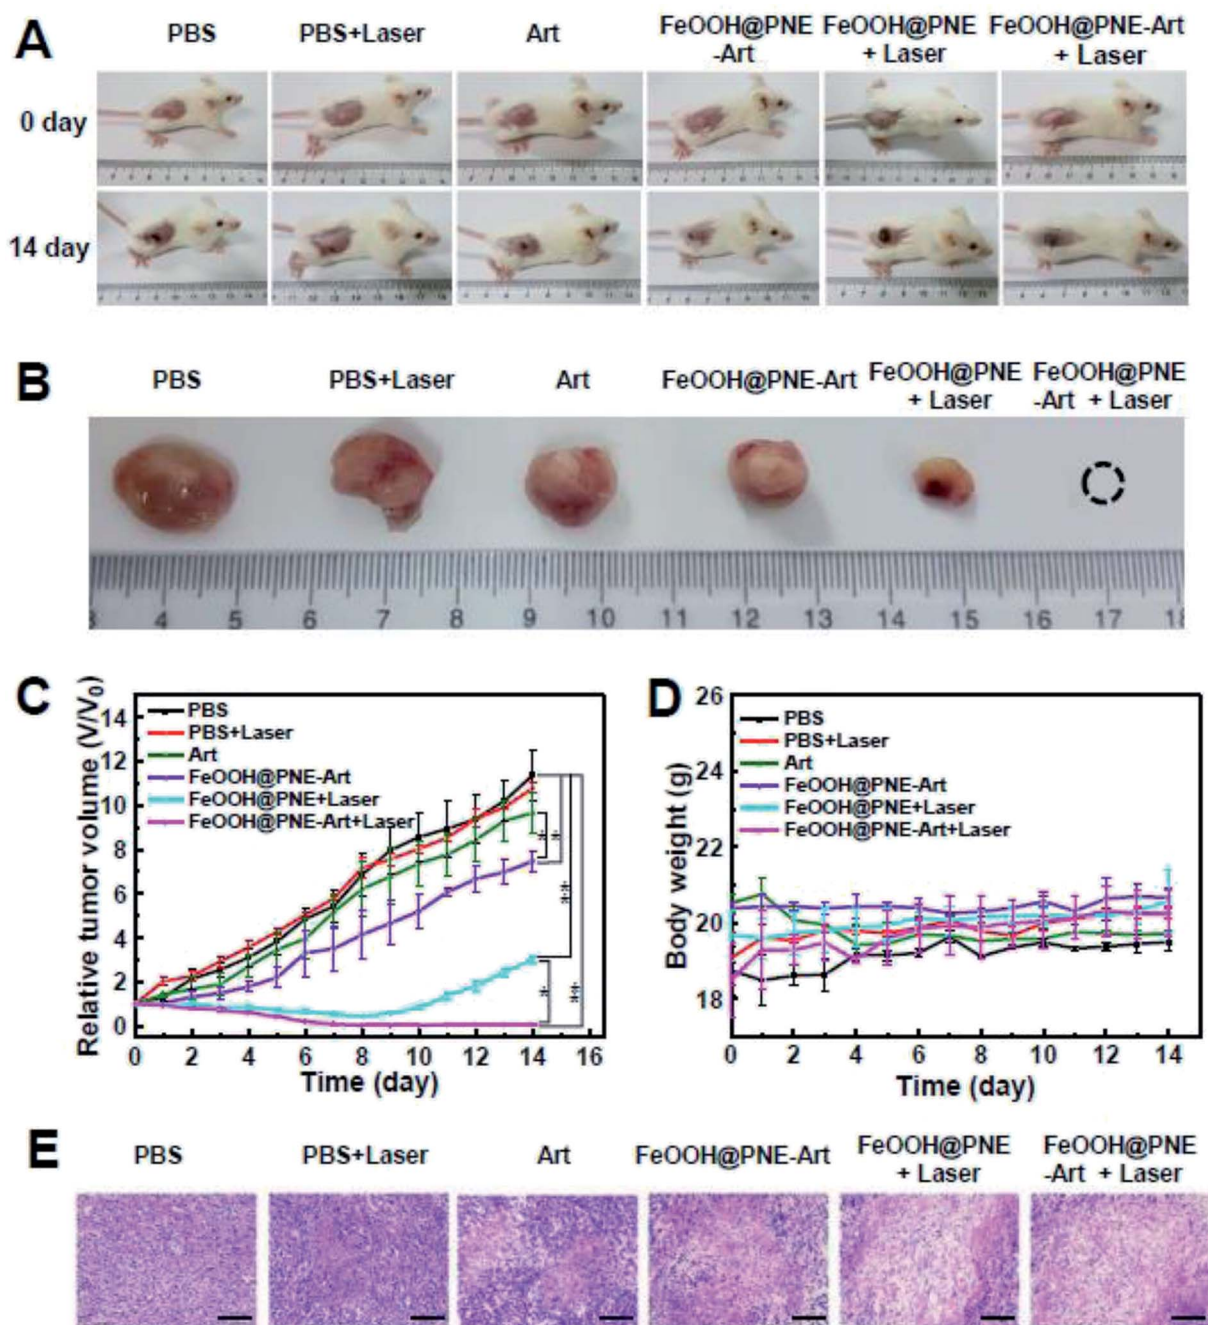 A
PBS
PBS+Laser
Art
FeOOH@PNE
-Art
FeOOH@PNE
+ Laser
FeOOH@PNE-Art
+ Laser
0 day
14 day
B
PBS
PBS+Laser
Art
FeOOH@PNE-Art
FeOOH@PNE
+ Laser
FeOOH@PNE
-Art + Laser
3 4 5 6 7 8 9 10 11 12 13 14 15 16 17 18
C
Relative tumor volume (V/V0)
14
12
10
8
6
4
2
0
PBS
PBS+Laser
Art
FeOOH@PNE-Art
FeOOH@PNE+Laser
FeOOH@PNE-Art+Laser
*
*
**
*
**
0 2 4 6 8 10 12 14 16
Time (day)
D
Body weight (g)
26
24
22
20
18
PBS
PBS+Laser
Art
FeOOH@PNE-Art
FeOOH@PNE+Laser
FeOOH@PNE-Art+Laser
0 2 4 6 8 10 12 14
Time (day)
E
PBS
PBS+Laser
Art
FeOOH@PNE-Art
FeOOH@PNE
+ Laser
FeOOH@PNE
-Art + Laser